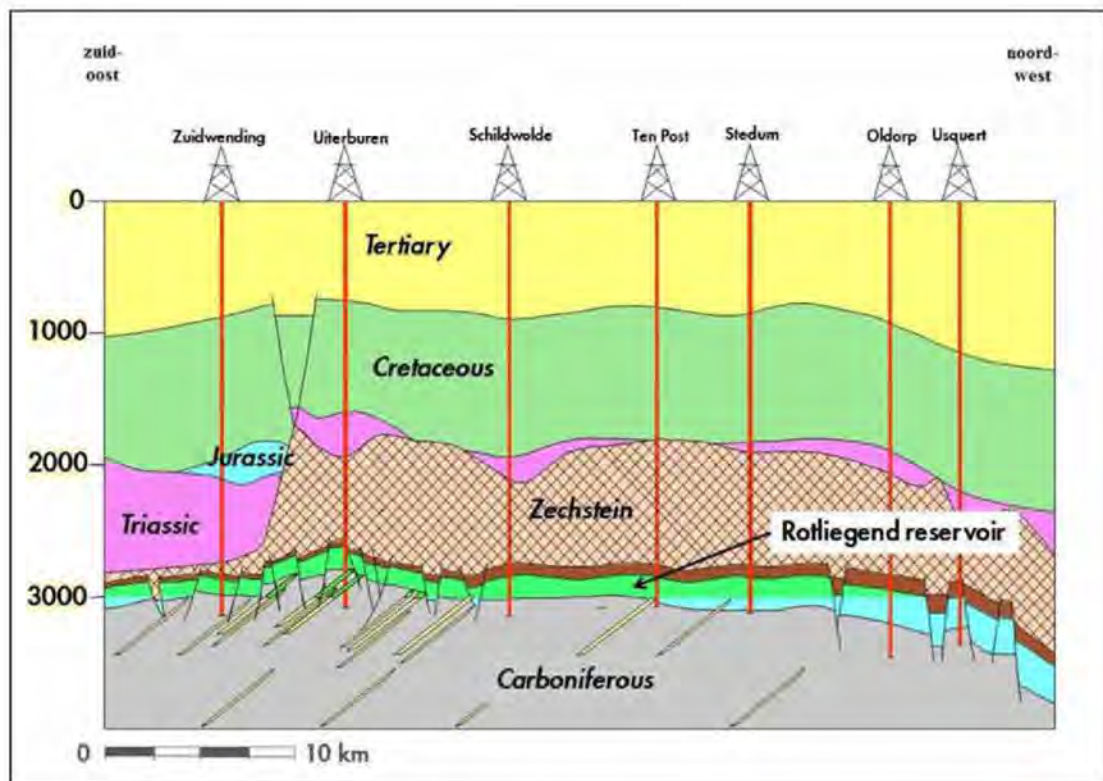 zuid-
oost
noord-
west
Zuidwending
Uiterburen
Schildwolde
Ten Post
Stedum
Oldorp
Usquert
0
Tertiary
1000
Cretaceous
2000
Jurassic
Triassic
Zechstein
Rotliegend reservoir
3000
Carboniferous
0
10 km